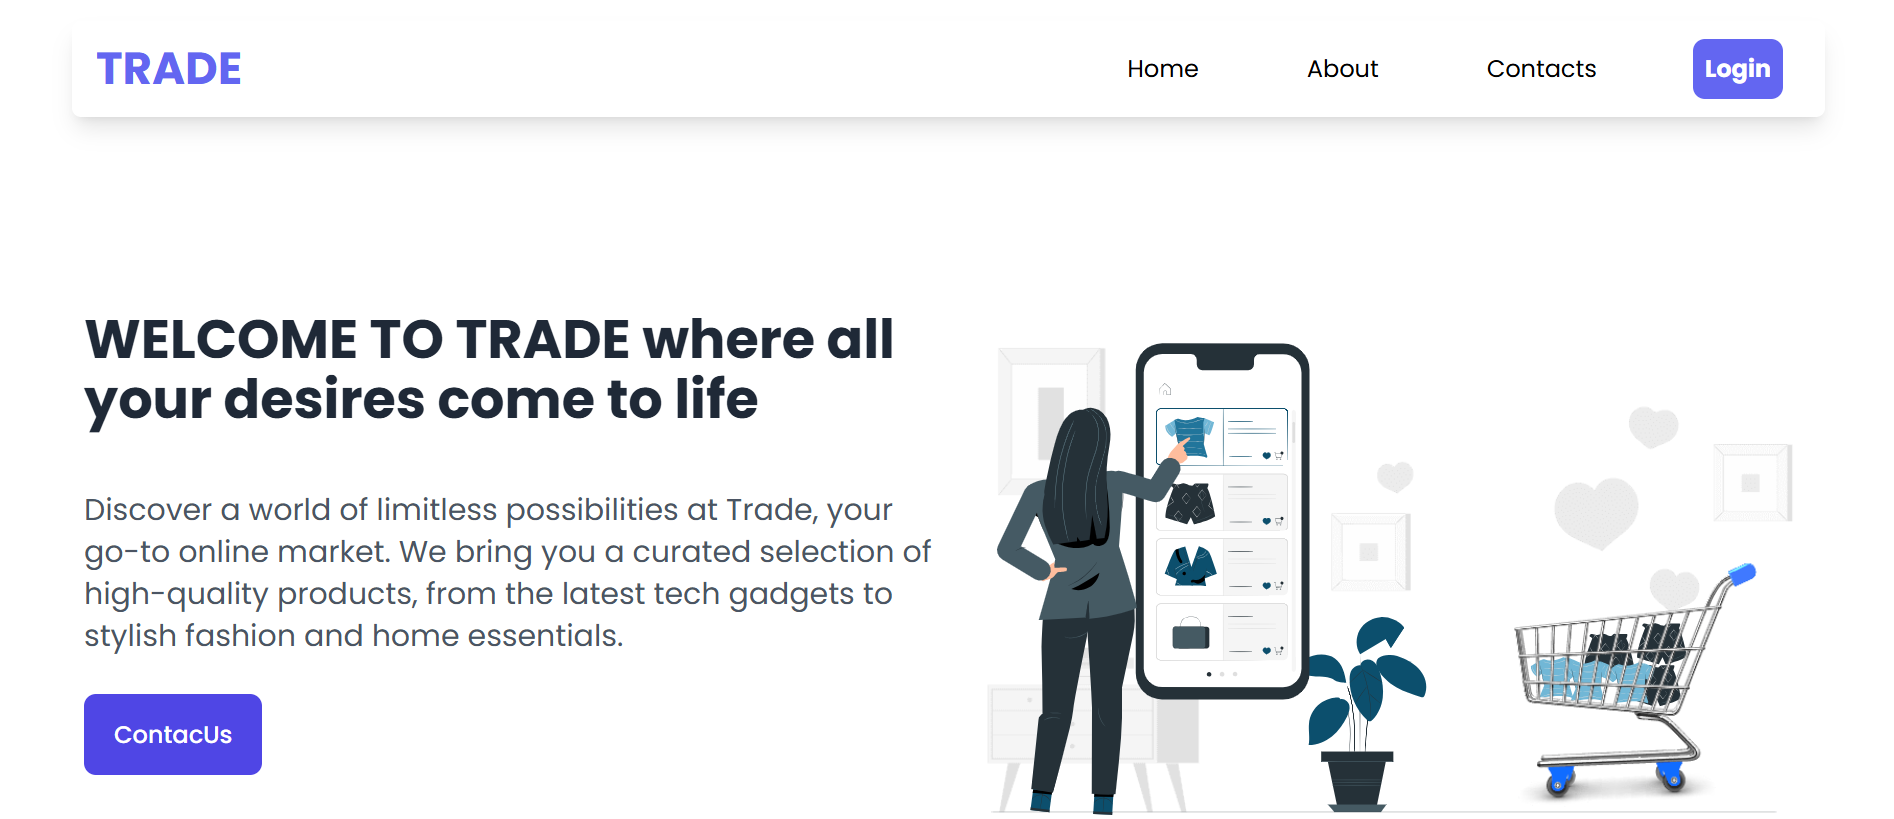 TRADE
Home About Contacts Login
WELCOME TO TRADE where all
your desires come to life
Discover a world of limitless possibilities at Trade, your
go-to online market. We bring you a curated selection of
high-quality products, from the latest tech gadgets to
stylish fashion and home essentials.
ContacUs